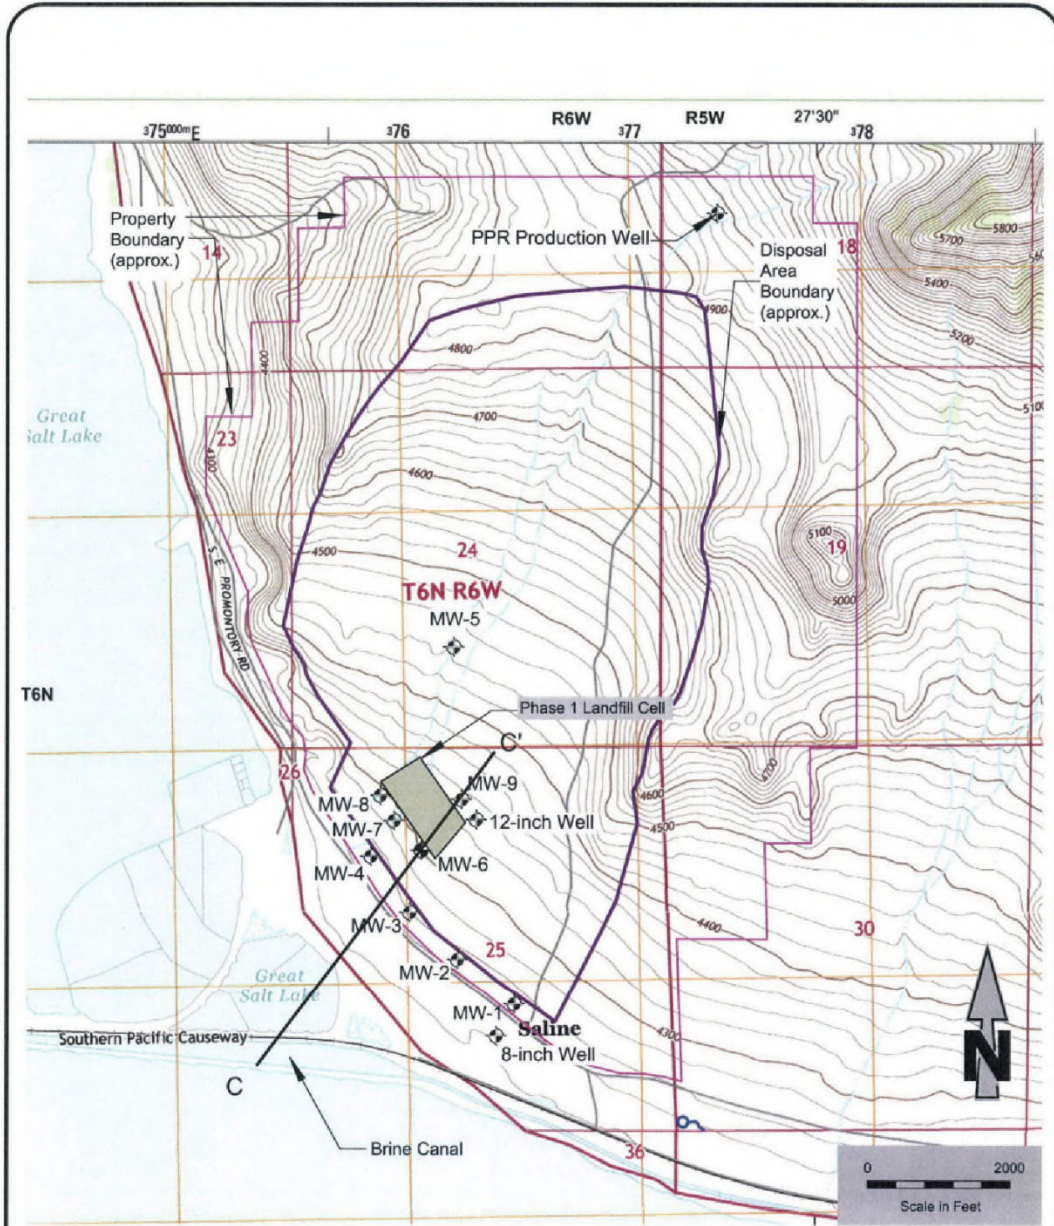 375000mE
376
R6W
377
R5W
27'30"
378
Property
Boundary
(approx.)
14
PPR Production Well
Disposal
Area
Boundary
(approx.)
18
5800
5700
5400
5200
5100
4900
4800
4400
4700
Great
Salt Lake
23
4300
4600
5100
19
5000
4500
24
T6N R6W
MW-5
S E PROMONTORY RD
T6N
Phase 1 Landfill Cell
C'
26
4700
MW-8
MW-9
4600
MW-7
12-inch Well
4500
MW-4
MW-6
MW-3
25
4400
30
MW-2
Great
Salt Lake
MW-1
Saline
4300
Southern Pacific Causeway
8-inch Well
N
C
Brine Canal
36
0 2000
Scale in Feet